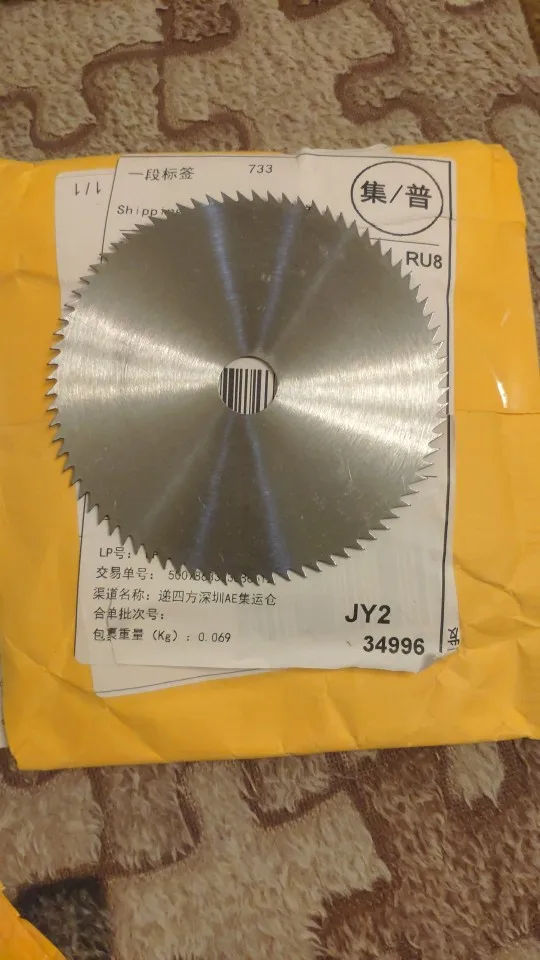 1/1
一段标签
733
集/普
RU8
LP号:
交易单号:
渠道名称: 递四方深圳AE集运仓
合单批次号:
包裹重量 (Kg) : 0.069
JY2
34996